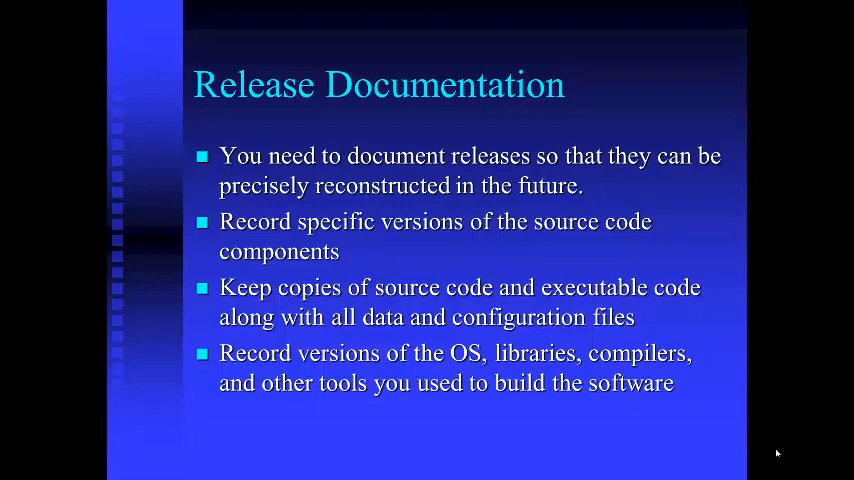 Release Documentation
You need to document releases so that they can be
precisely reconstructed in the future.
Record specific versions of the source code
components
Keep copies of source code and executable code
along with all data and configuration files
Record versions of the OS, libraries, compilers,
and other tools you used to build the software